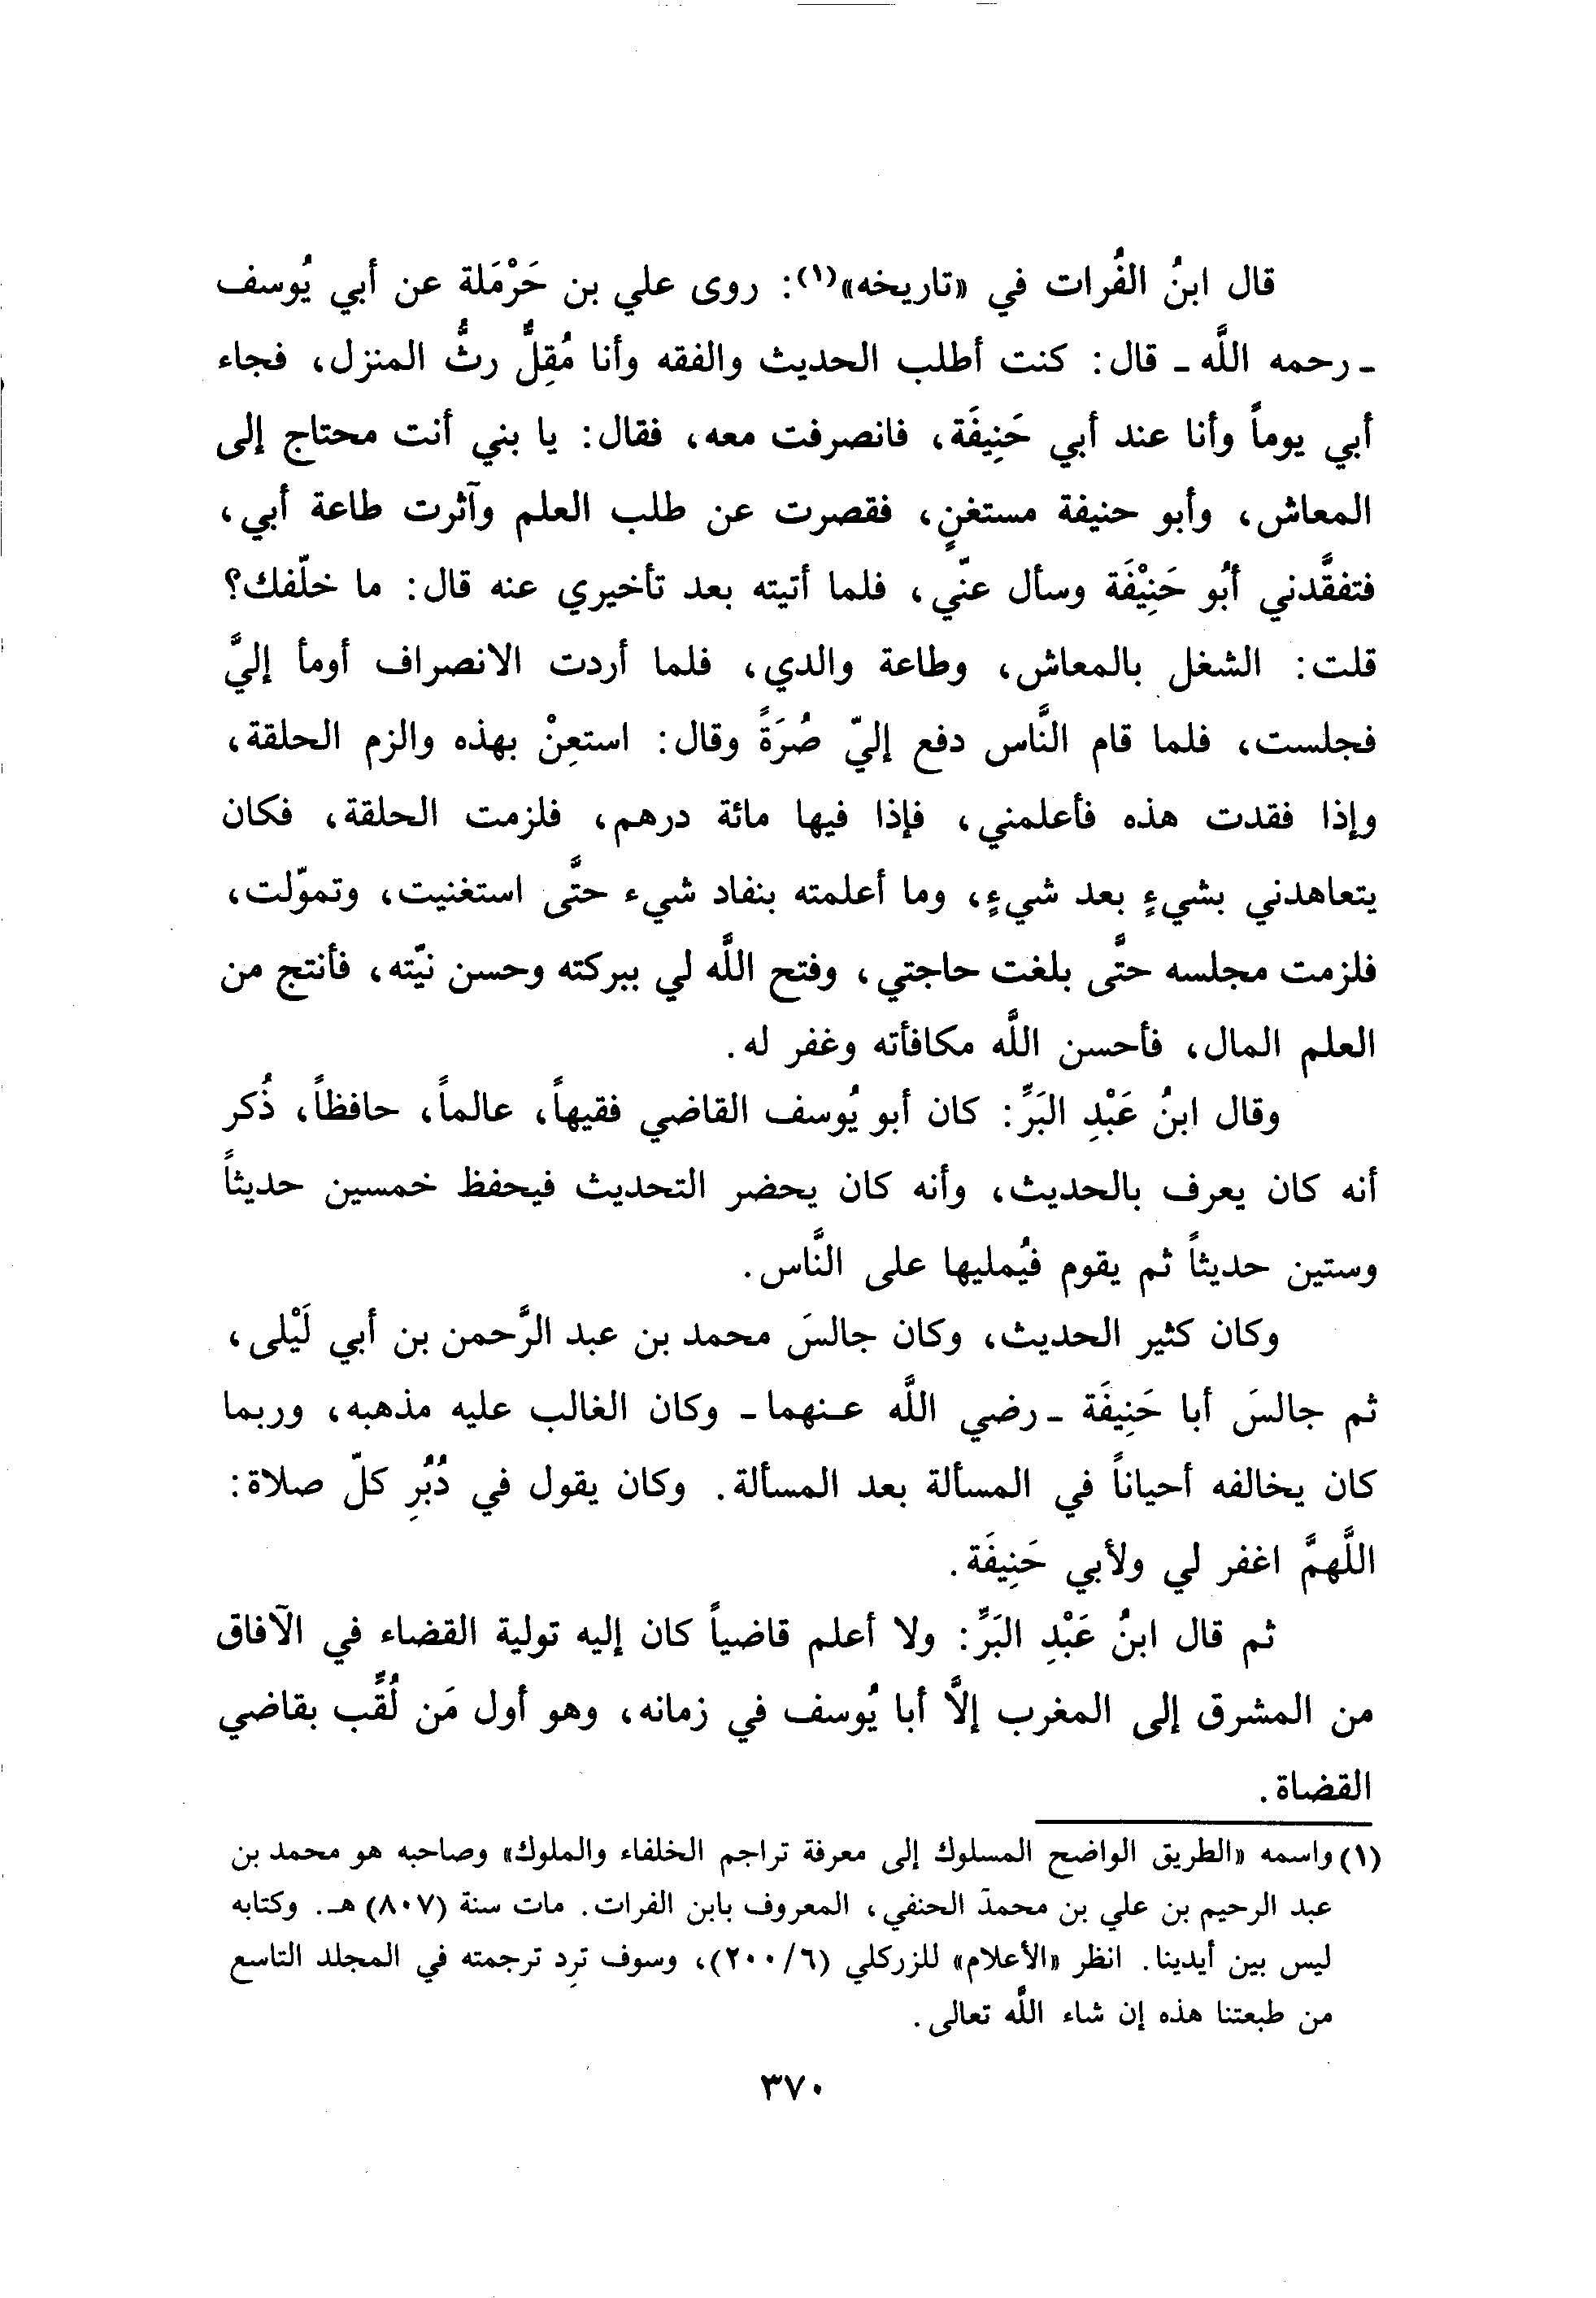 قال ابنُ الفُرات في «تاريخه»(١): روى علي بن حَرْمَلة عن أبي يُوسف
ـ رحمه اللَّه ـ قال: كنت أطلب الحديث والفقه وأنا مُقِلٌّ رثُّ المنزل، فجاء
أبي يوماً وأنا عند أبي حَنِيفَة، فانصرفت معه، فقال: يا بني أنت محتاج إلى
المعاش، وأبو حنيفة مستغنٍ، فقصرت عن طلب العلم وآثرت طاعة أبي،
فتفقَّدني أبُو حَنِيْفَة وسأل عنّي، فلما أتيته بعد تأخيري عنه قال: ما خلّفك؟
قلت: الشغل بالمعاش، وطاعة والدي، فلما أردت الانصراف أومأ إليَّ
فجلست، فلما قام النَّاس دفع إليّ صُرَةً وقال: استعِنْ بهذه والزم الحلقة،
وإذا فقدت هذه فأعلمني، فإذا فيها مائة درهم، فلزمت الحلقة، فكان
يتعاهدني بشيءٍ بعد شيءٍ، وما أعلمته بنفاد شيء حتَّى استغنيت، وتموّلت،
فلزمت مجلسه حتَّى بلغت حاجتي، وفتح اللَّه لي ببركته وحسن نيّته، فأنتج من
العلم المال، فأحسن اللَّه مكافأته وغفر له.
وقال ابنُ عَبْدِ البَرِّ: كان أبو يُوسف القاضي فقيهاً، عالماً، حافظاً، ذُكر
أنه كان يعرف بالحديث، وأنه كان يحضر التحديث فيحفظ خمسين حديثاً
وستين حديثاً ثم يقوم فيُمليها على النَّاس.
وكان كثير الحديث، وكان جالسَ محمد بن عبد الرَّحمن بن أبي لَيْلى،
ثم جالسَ أبا حَنِيفَة ـ رضي اللَّه عـنهما ـ وكان الغالب عليه مذهبه، وربما
كان يخالفه أحياناً في المسألة بعد المسألة. وكان يقول في دُبُرِ كلّ صلاة:
اللَّهمَّ اغفر لي ولأبي حَنِيفَة.
ثم قال ابنُ عَبْدِ البَرِّ: ولا أعلم قاضياً كان إليه تولية القضاء في الآفاق
من المشرق إلى المغرب إلاَّ أبا يُوسف في زمانه، وهو أول مَن لُقِّب بقاضي
القضاة.
(١) واسمه «الطريق الواضح المسلوك إلى معرفة تراجم الخلفاء والملوك» وصاحبه هو محمد بن
عبد الرحيم بن علي بن محمدّ الحنفي، المعروف بابن الفرات. مات سنة (٨٠٧) هـ. وكتابه
ليس بين أيدينا. انظر «الأعلام» للزركلي (٢٠٠/٦)، وسوف ترِد ترجمته في المجلد التاسع
من طبعتنا هذه إن شاء اللَّه تعالى.
٣٧٠